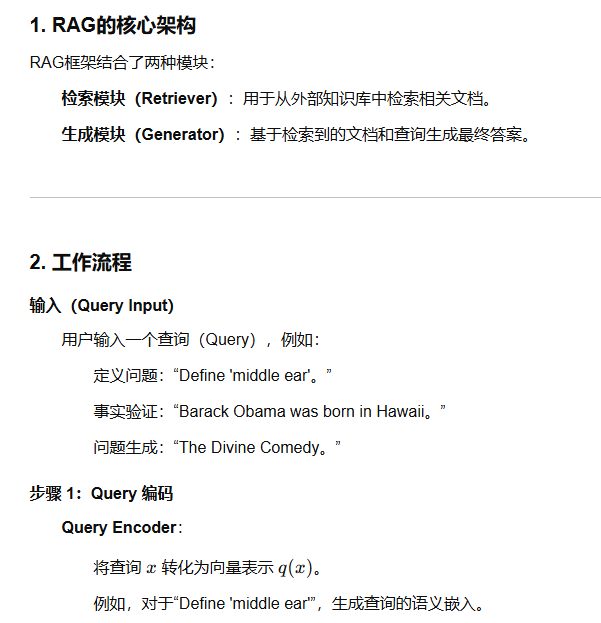 1. RAG的核心架构
RAG框架结合了两种模块：
检索模块（Retriever）：用于从外部知识库中检索相关文档。
生成模块（Generator）：基于检索到的文档和查询生成最终答案。
2. 工作流程
输入（Query Input）
用户输入一个查询（Query），例如：
定义问题：“Define 'middle ear'。”
事实验证：“Barack Obama was born in Hawaii。”
问题生成：“The Divine Comedy。”
步骤 1：Query 编码
Query Encoder：
将查询 x 转化为向量表示 q(x)。
例如，对于“Define 'middle ear'”，生成查询的语义嵌入。